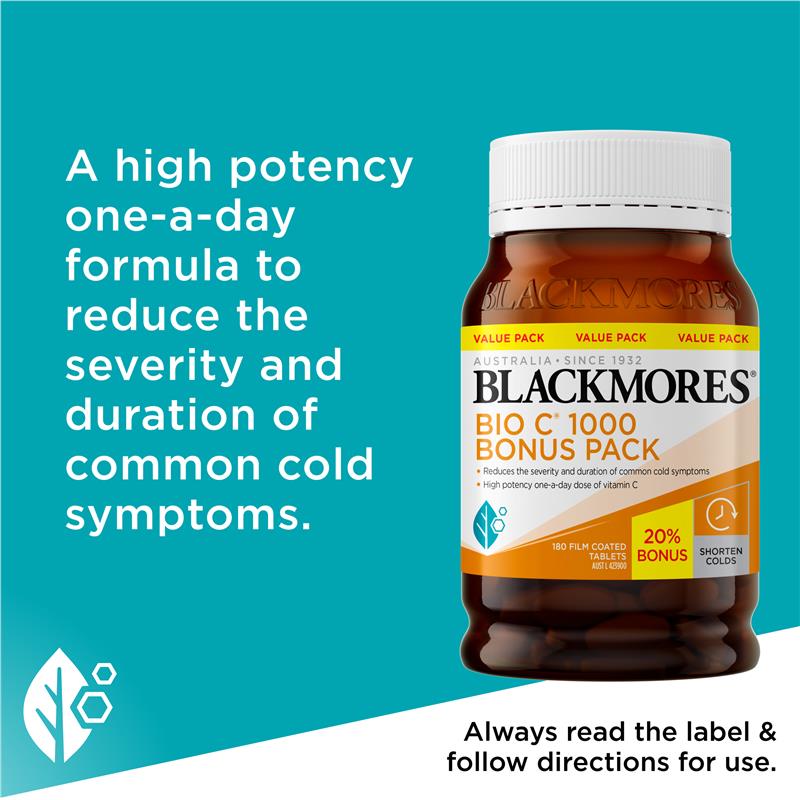 A high potency
one-a-day
formula to
reduce the
severity and
duration of
common cold
symptoms.
BLACKMORES
VALUE PACK VALUE PACK VALUE PACK
AUSTRALIA • SINCE 1932
BLACKMORES®
BIO C® 1000
BONUS PACK
• Reduces the severity and duration of common cold symptoms
• High potency one-a-day dose of vitamin C
180 FILM COATED
TABLETS
AUST L 423900
20%
BONUS
SHORTEN
COLDS
Always read the label &
follow directions for use.